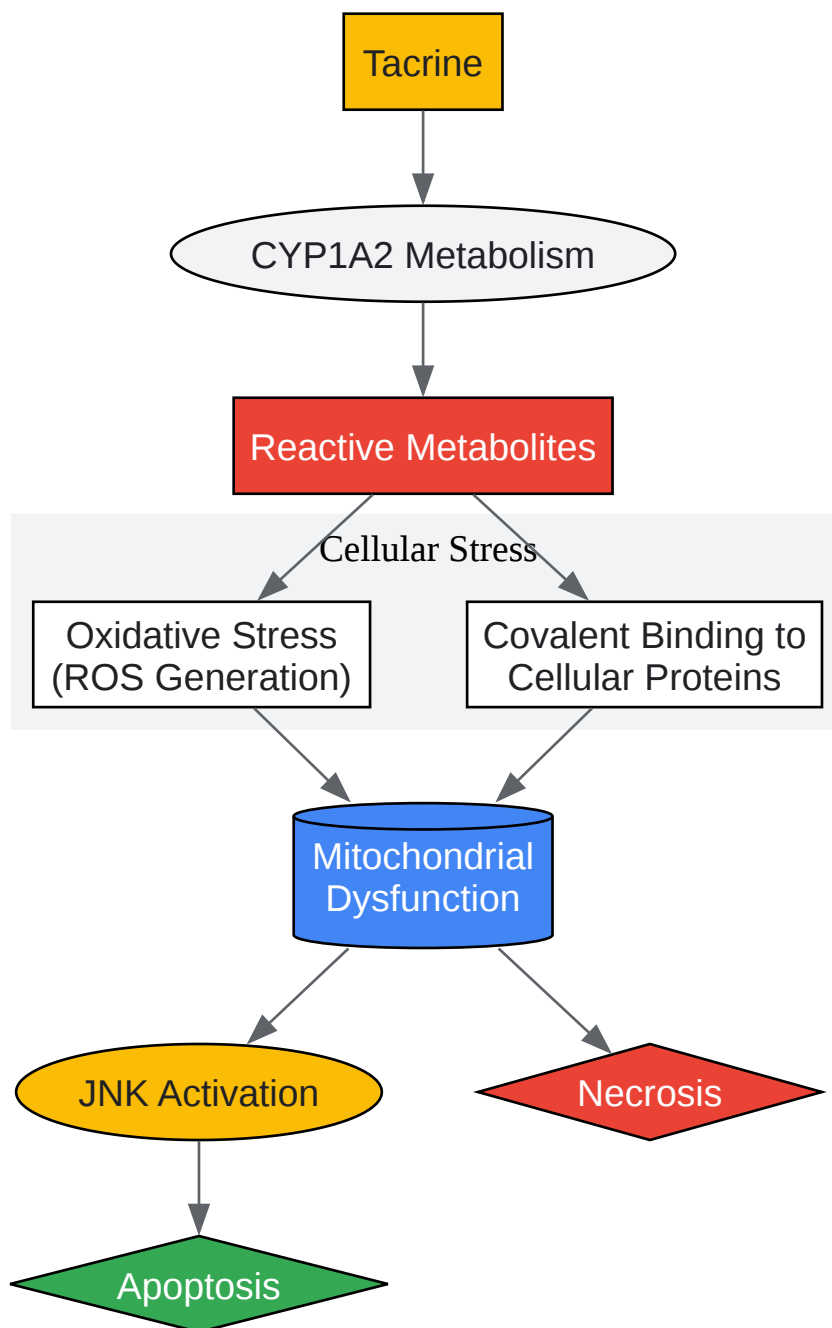 Tacrine
CYP1A2 Metabolism
Reactive Metabolites
Cellular Stress
Oxidative Stress
(ROS Generation)
Covalent Binding to
Cellular Proteins
Mitochondrial
Dysfunction
JNK Activation
Necrosis
Apoptosis